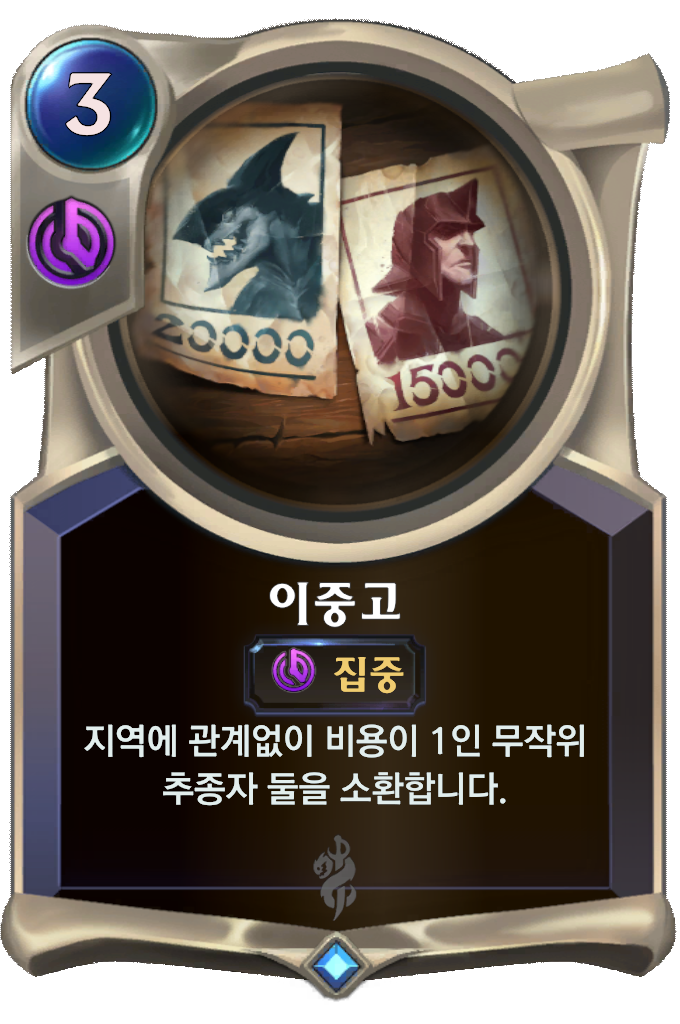 3
20000
15000
이중고
집중
지역에 관계없이 비용이 1인 무작위
추종자 둘을 소환합니다.